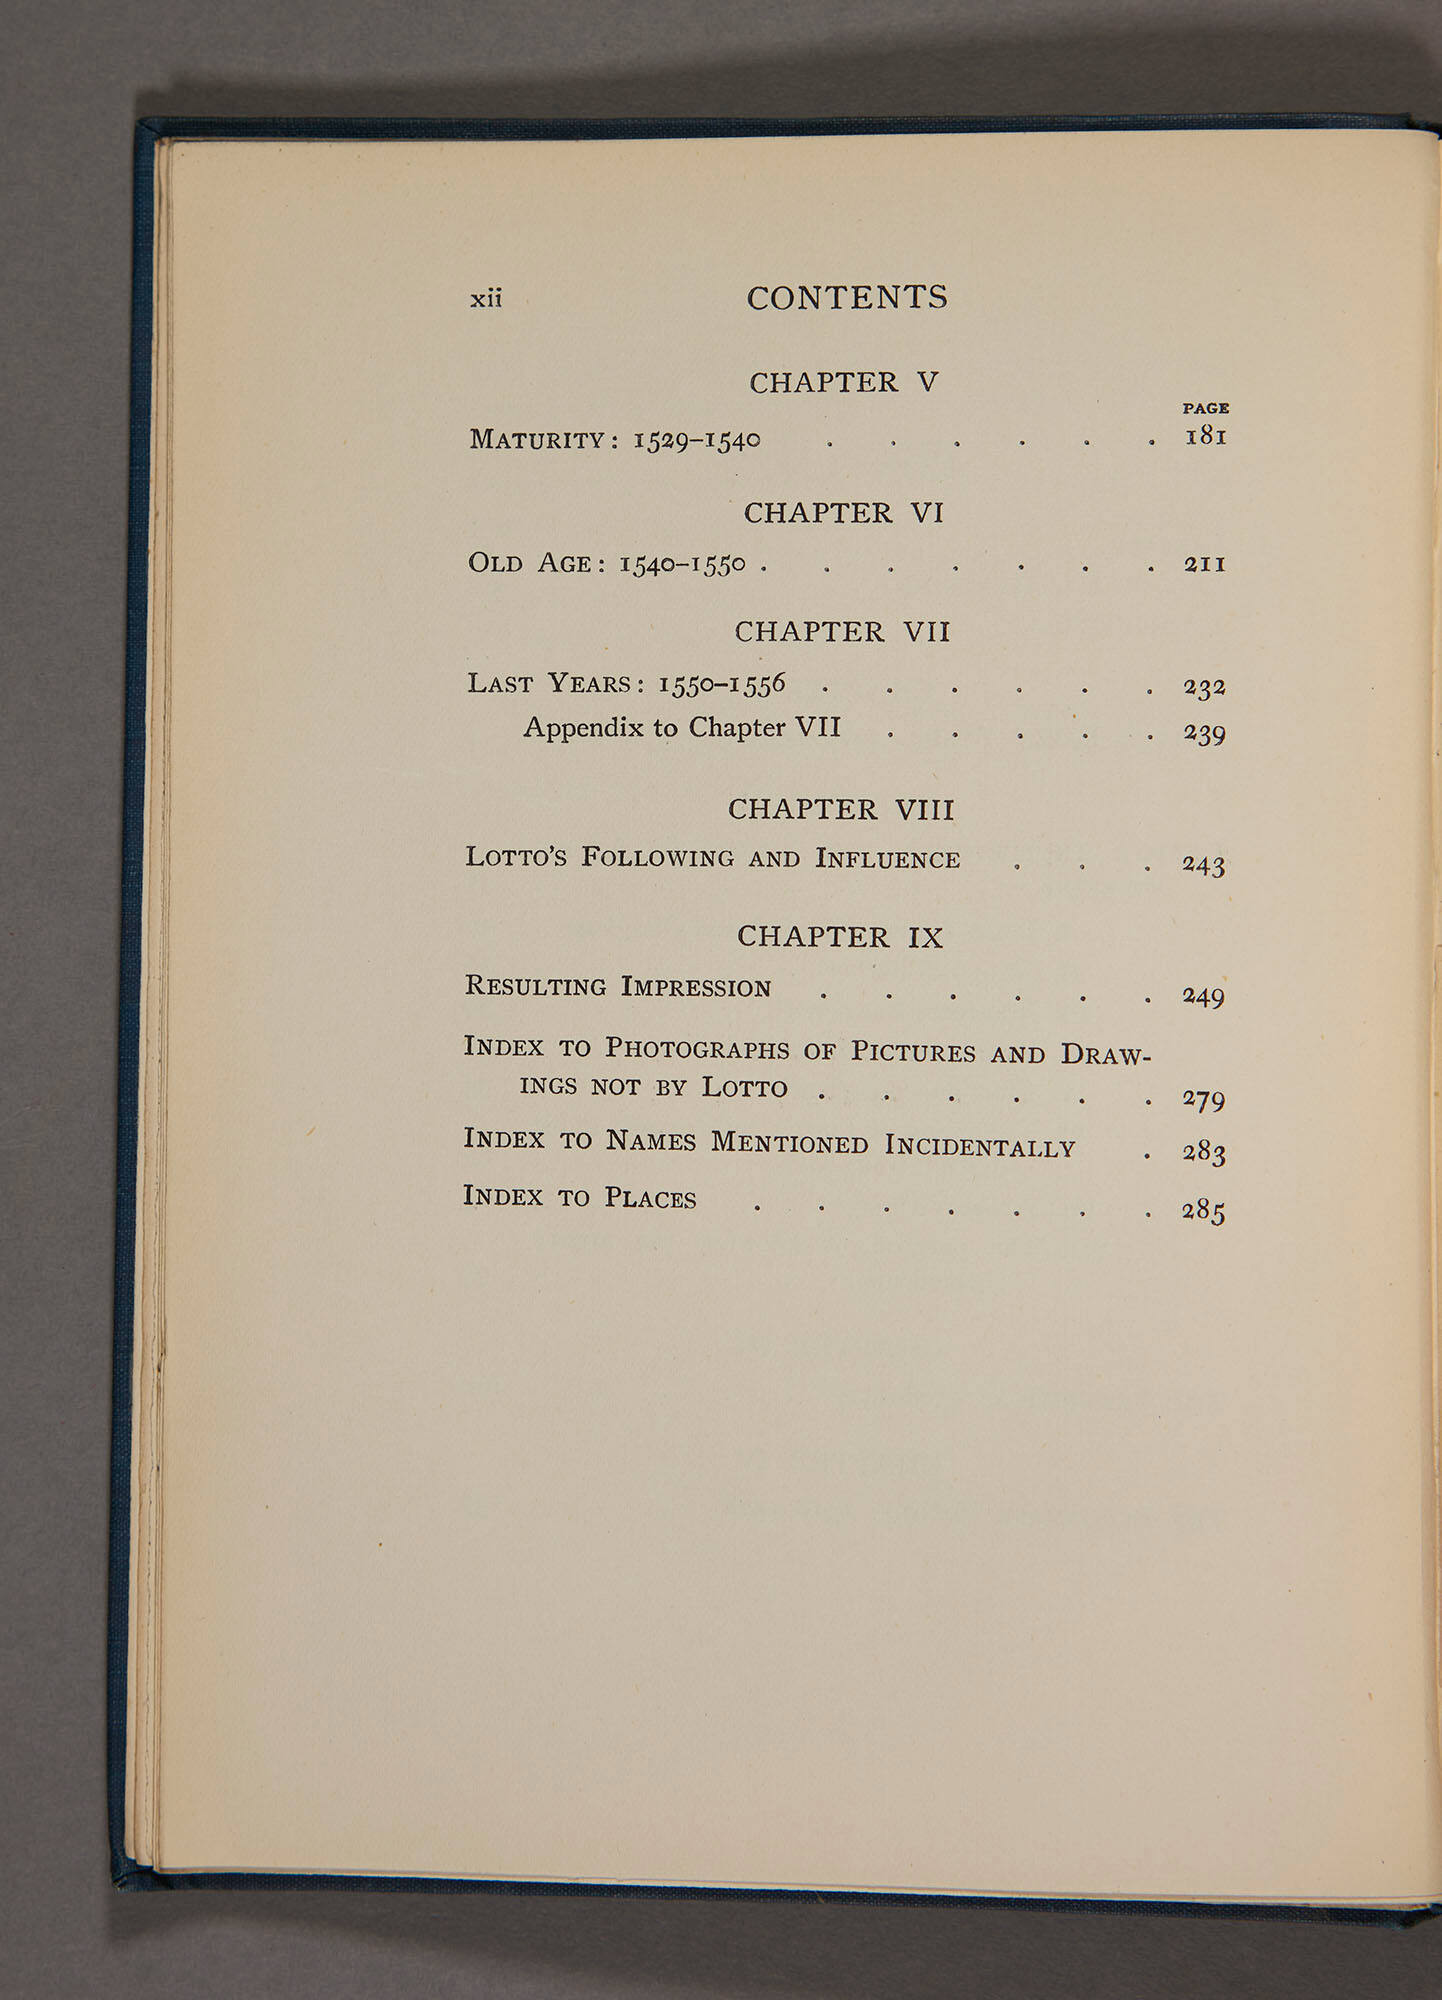 xii CONTENTS
CHAPTER V
PAGE
MATURITY: 1529–1540 . . . . . . 181
CHAPTER VI
OLD AGE: 1540–1550 . . . . . . . 211
CHAPTER VII
LAST YEARS: 1550–1556 . . . . . . 232
Appendix to Chapter VII . . . . . 239
CHAPTER VIII
LOTTO'S FOLLOWING AND INFLUENCE . . . 243
CHAPTER IX
RESULTING IMPRESSION . . . . . . 249
INDEX TO PHOTOGRAPHS OF PICTURES AND DRAW-
INGS NOT BY LOTTO . . . . . . 279
INDEX TO NAMES MENTIONED INCIDENTALLY . 283
INDEX TO PLACES . . . . . . . 285